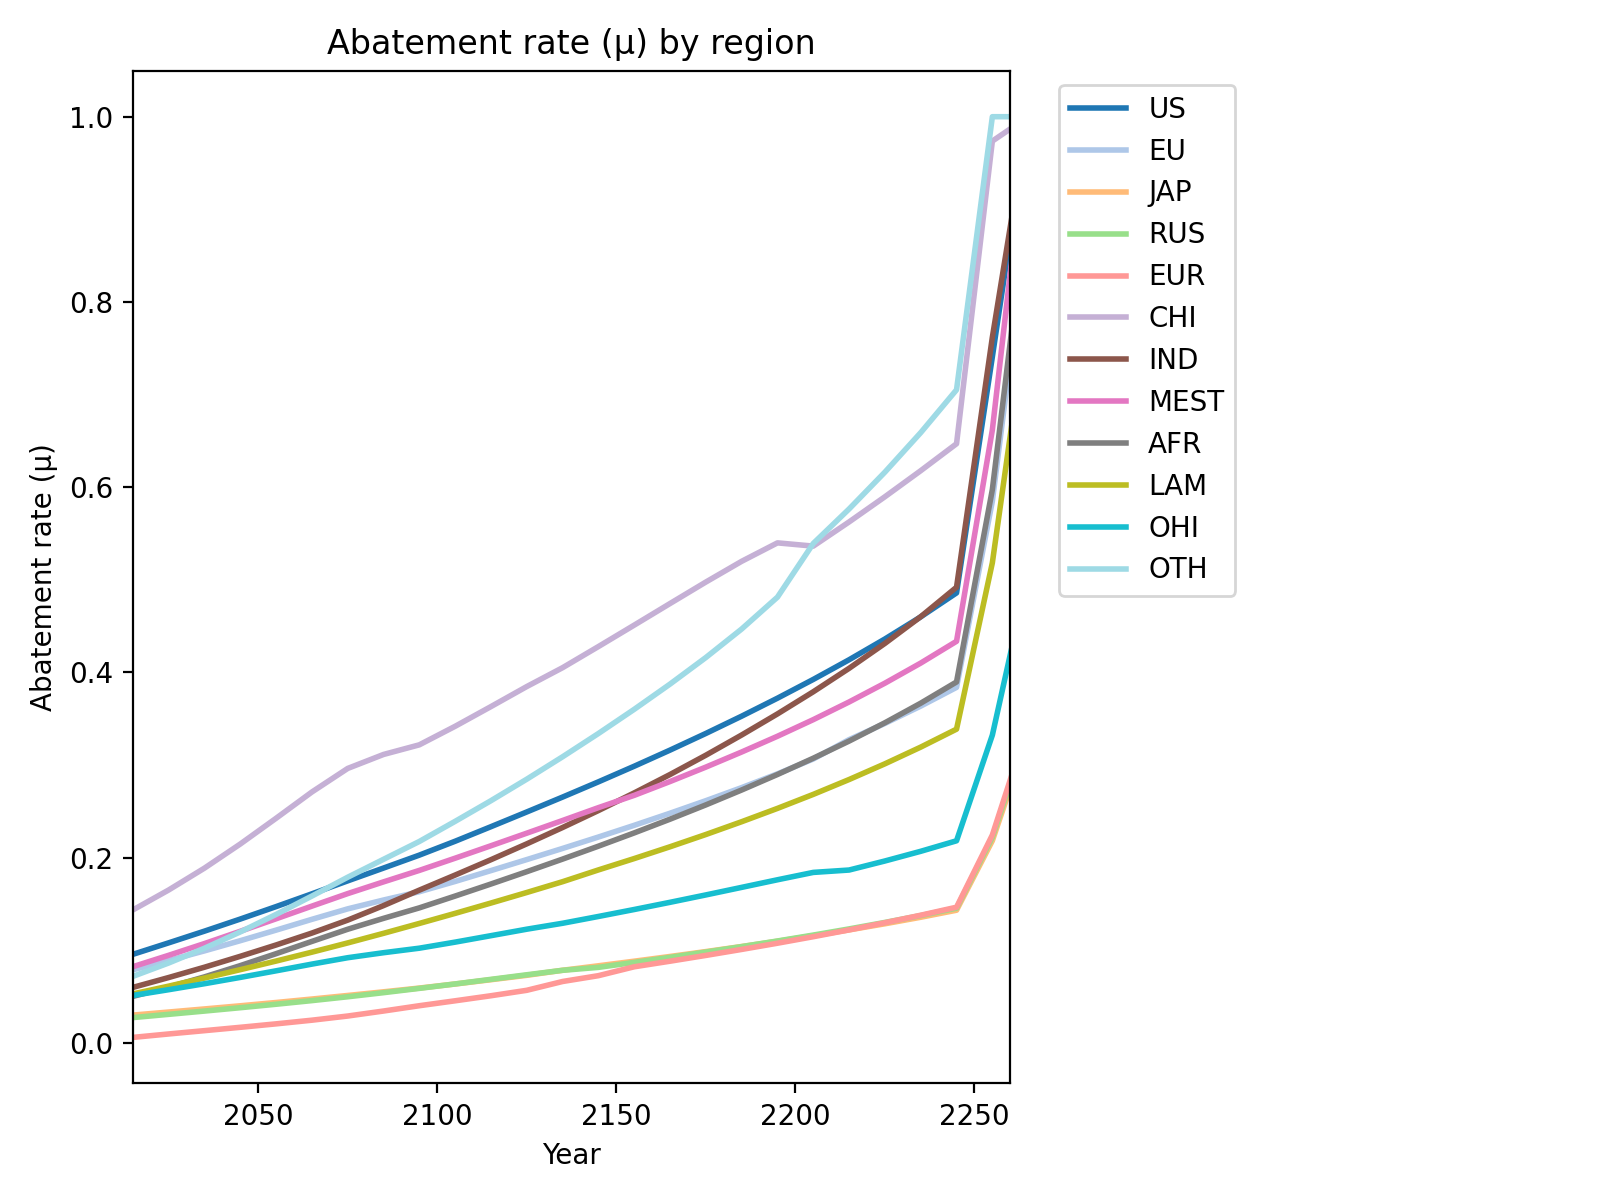 Abatement rate (μ) by region
1.0
0.8
0.6
0.4
0.2
0.0
Abatement rate (μ)
2050 2100 2150 2200 2250
Year
US
EU
JAP
RUS
EUR
CHI
IND
MEST
AFR
LAM
OHI
OTH